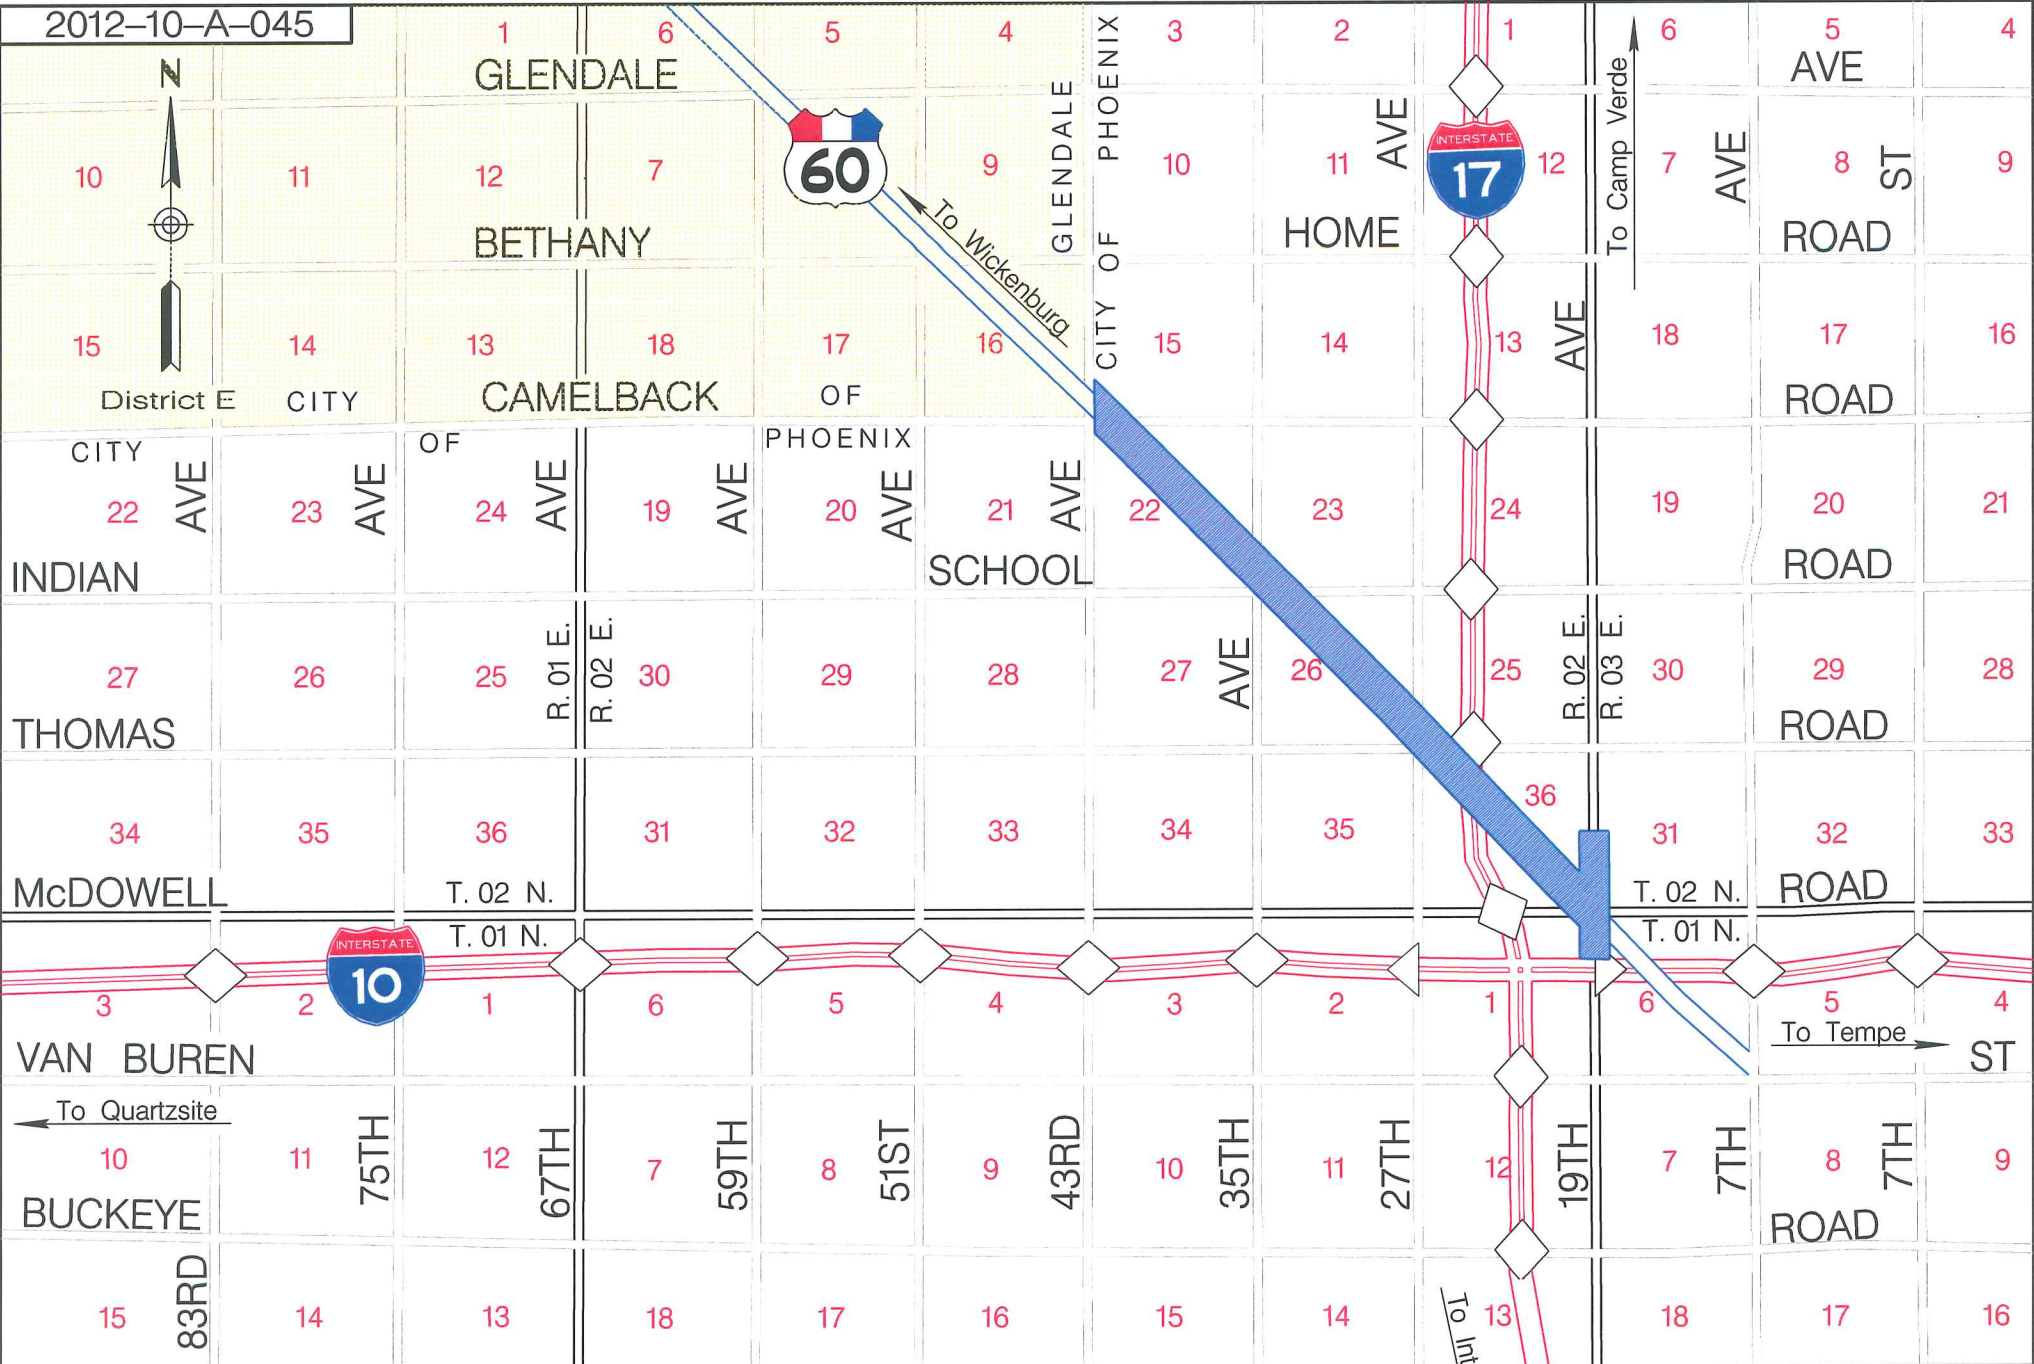 2012–10–A–045
1 6 5 4 3 2 1 6 5 4
N GLENDALE AVE
GLENDALE
CITY OF PHOENIX
To Camp Verde
60
INTERSTATE
17
AVE AVE ST
10 11 12 7 9 10 11 12 7 8 9
To Wickenburg
BETHANY HOME ROAD
15 14 13 18 17 16 15 14 13 AVE 18 17 16
District E CITY OF
CAMELBACK ROAD
CITY OF PHOENIX
AVE AVE AVE AVE AVE AVE
22 23 24 19 20 21 22 23 24 19 20 21
INDIAN SCHOOL ROAD
R. 01 E.
R. 02 E.
R. 02 E.
R. 03 E.
27 26 25 30 29 28 27 AVE 26 25 30 29 28
THOMAS ROAD
36
34 35 36 31 32 33 34 35 31 32 33
McDOWELL ROAD
T. 02 N. T. 02 N.
T. 01 N. T. 01 N.
INTERSTATE
10
3 2 1 6 5 4 3 2 1 6 5 4
To Tempe
VAN BUREN ST
To Quartzsite
10 11 12 7 8 9 10 11 12 7 8 9
75TH 67TH 59TH 51ST 43RD 35TH 27TH 19TH 7TH 7TH
BUCKEYE ROAD
83RD
To Int
15 14 13 18 17 16 15 14 13 18 17 16